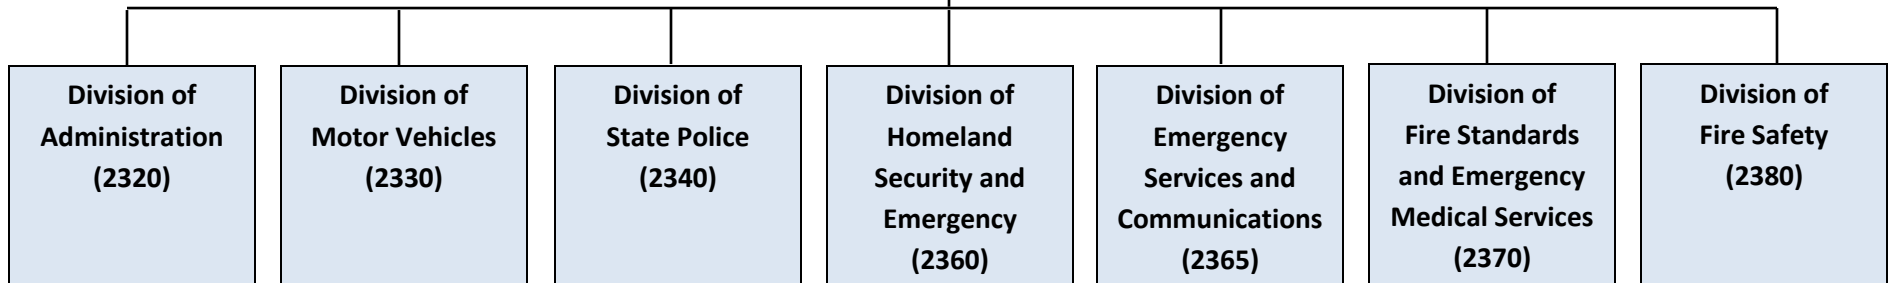 Division of
Administration
(2320)
Division of
Motor Vehicles
(2330)
Division of
State Police
(2340)
Division of
Homeland
Security and
Emergency
(2360)
Division of
Emergency
Services and
Communications
(2365)
Division of
Fire Standards
and Emergency
Medical Services
(2370)
Division of
Fire Safety
(2380)